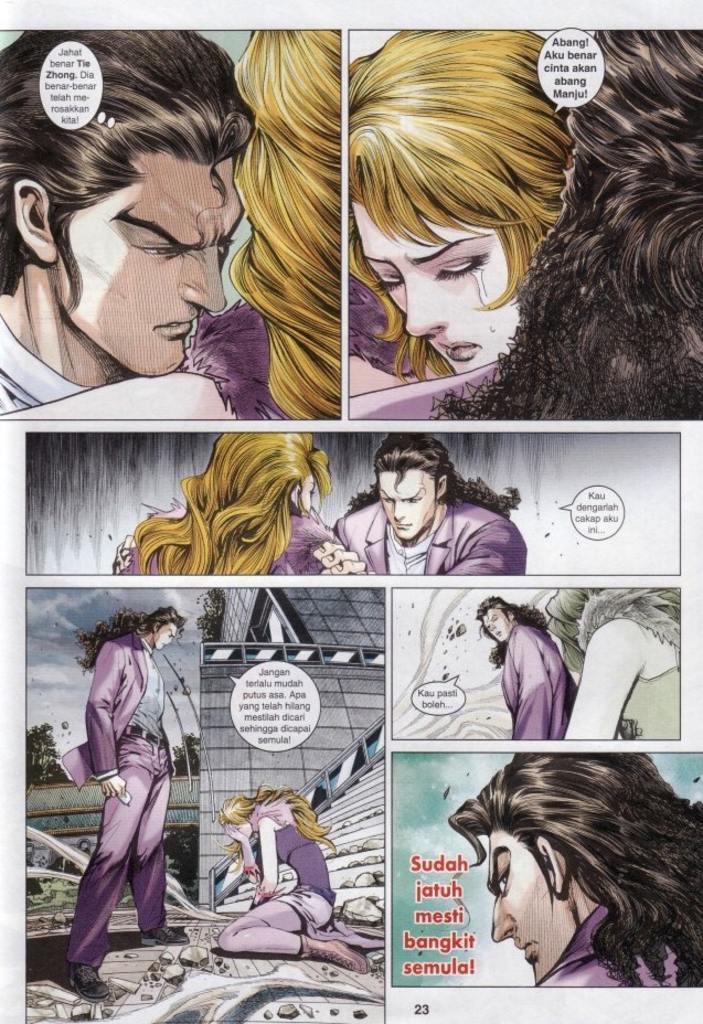 Jahat
benar Tie
Zhong. Dia
benar-benar
telah me-
rosakkan
kita!
Abang!
Aku benar
cinta akan
abang
Manju!
Kau
dengarlah
cakap aku
ini...
Jangan
terlalu mudah
putus asa. Apa
yang telah hilang
mestilah dicari
sehingga dicapai
semula!
Kau pasti
boleh...
Sudah
jatuh
mesti
bangkit
semula!
23